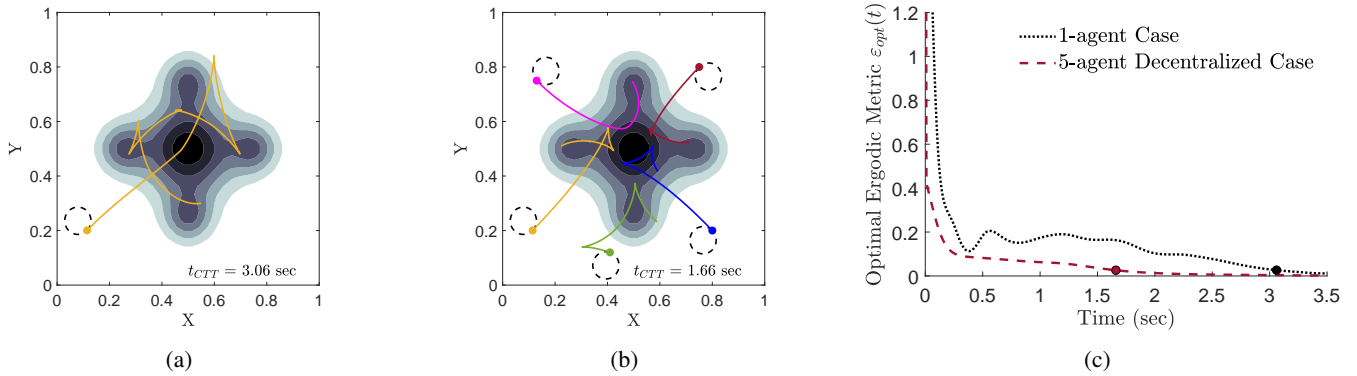 1
0.8
0.6
0.4
0.2
0
Y
0 0.2 0.4 0.6 0.8 1
X
t_CTT = 3.06 sec
(a)
1
0.8
0.6
0.4
0.2
0
Y
0 0.2 0.4 0.6 0.8 1
X
t_CTT = 1.66 sec
(b)
Optimal Ergodic Metric ε_opt(t)
1.2
1
0.8
0.6
0.4
0.2
0
1-agent Case
5-agent Decentralized Case
0 0.5 1 1.5 2 2.5 3 3.5
Time (sec)
(c)